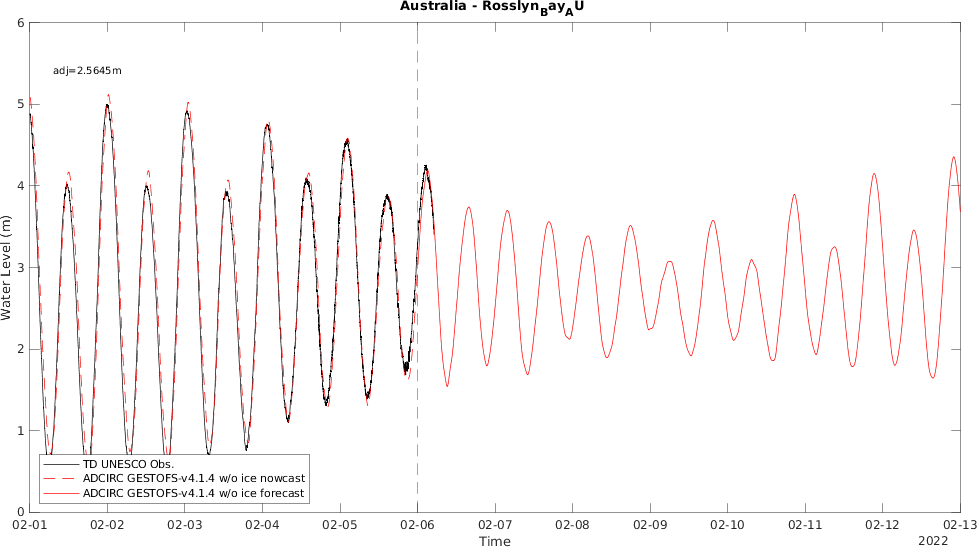 Australia - RosslynBayAU
6
adj=2.5645m
5
4
3
2
1
0
Water Level (m)
TD UNESCO Obs.
ADCIRC GESTOFS-v4.1.4 w/o ice nowcast
ADCIRC GESTOFS-v4.1.4 w/o ice forecast
02-01 02-02 02-03 02-04 02-05 02-06 02-07 02-08 02-09 02-10 02-11 02-12 02-13
Time
2022